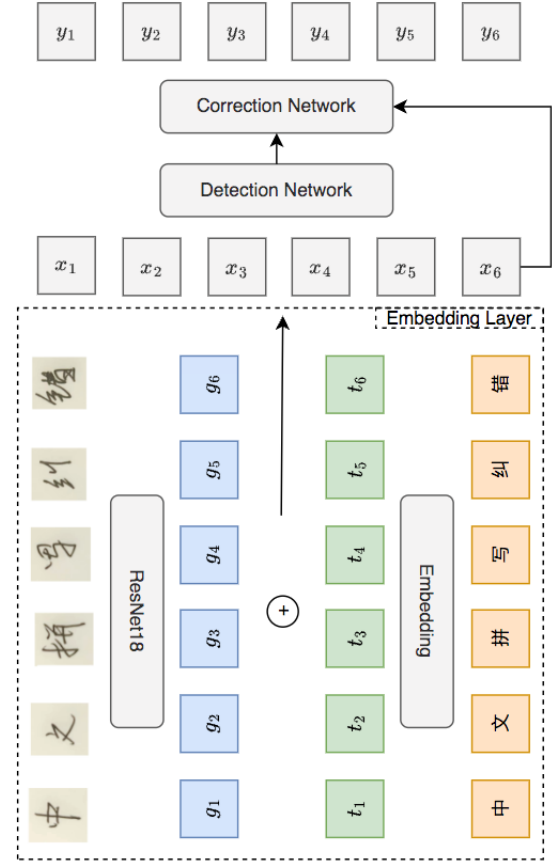 y₁ y₂ y₃ y₄ y₅ y₆
Correction Network
Detection Network
x₁ x₂ x₃ x₄ x₅ x₆
Embedding Layer
中 文 拼 写 纠 错
ResNet18
g₁ g₂ g₃ g₄ g₅ g₆
+
t₁ t₂ t₃ t₄ t₅ t₆
Embedding
中 文 拼 写 纠 错